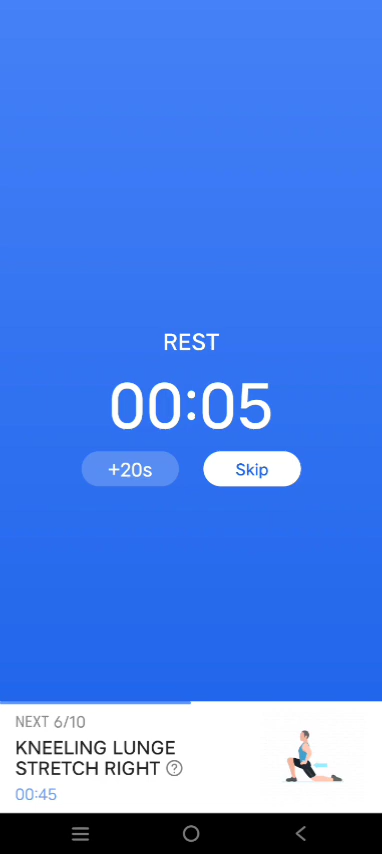 REST
00:05
+20s
Skip
NEXT 6/10
KNEELING LUNGE
STRETCH RIGHT ?
00:45